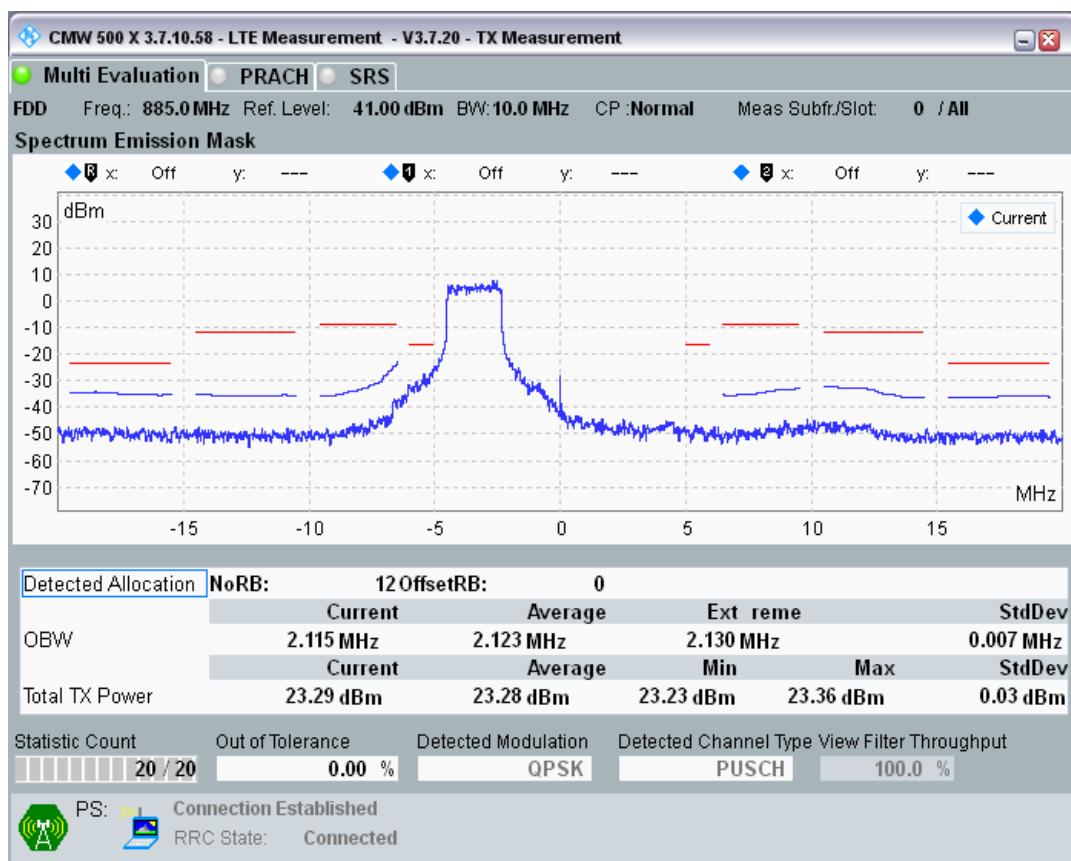 CMW 500 X 3.7.10.58 - LTE Measurement - V3.7.20 - TX Measurement
Multi Evaluation PRACH SRS
FDD Freq.: 885.0 MHz Ref. Level: 41.00 dBm BW: 10.0 MHz CP :Normal Meas Subfr./Slot: 0 / All
Spectrum Emission Mask
R x: Off y: --- 1 x: Off y: --- 2 x: Off y: ---
dBm
Current
30
20
10
0
-10
-20
-30
-40
-50
-60
-70
MHz
-15 -10 -5 0 5 10 15
Detected Allocation NoRB: 12 OffsetRB: 0
Current Average Ext reme StdDev
OBW 2.115 MHz 2.123 MHz 2.130 MHz 0.007 MHz
Current Average Min Max StdDev
Total TX Power 23.29 dBm 23.28 dBm 23.23 dBm 23.36 dBm 0.03 dBm
Statistic Count Out of Tolerance Detected Modulation Detected Channel Type View Filter Throughput
20 / 20 0.00 % QPSK PUSCH 100.0 %
PS: Connection Established
RRC State: Connected